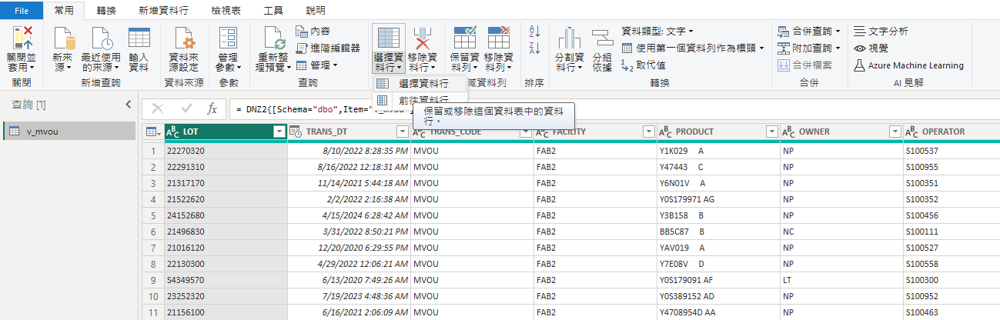 File 常用 轉換 新增資料行 檢視表 工具 說明
關閉並套用 新來源 最近使用的來源 輸入資料 資料來源設定 管理參數 重新整理預覽 內容 進階編輯器 管理 選擇資料行 移除資料行 保留資料列 移除資料列 分割資料行 分組依據 資料類型: 文字 使用第一個資料列作為標頭 取代值 合併查詢 附加查詢 合併檔案 文字分析 視覺 Azure Machine Learning
關閉 新增查詢 資料來源 參數 查詢 減資料列 排序 轉換 合併 AI 見解
選擇資料行
前往資料行
保留或移除這個資料表中的資料
行。
查詢 [1]
v_mvou
fx = DNZ2{[Schema="dbo",Item="v_mvou"
LOT TRANS_DT TRANS_CODE FACILITY PRODUCT OWNER OPERATOR
1 22270320 8/10/2022 8:28:35 PM MVOU FAB2 Y1K029 A NP S100537
2 22291310 8/16/2022 12:18:31 AM MVOU FAB2 Y47443 C NP S100955
3 21317170 11/14/2021 5:44:18 AM MVOU FAB2 Y6N01V A NP S100351
4 21522620 2/2/2022 2:16:38 AM MVOU FAB2 Y0S179971 AG NP S100352
5 24152680 4/15/2024 6:28:42 AM MVOU FAB2 Y3B158 B NP S100456
6 21496830 3/31/2022 8:50:21 PM MVOU FAB2 BB5C87 B NC S100111
7 21016120 12/20/2020 6:29:55 PM MVOU FAB2 YAV019 A NP S100527
8 22130300 4/29/2022 12:06:21 AM MVOU FAB2 Y7E08V D NP S100558
9 S4349570 6/13/2020 7:49:26 AM MVOU FAB2 Y0S179091 AF LT S100300
10 23252320 7/19/2023 4:48:36 AM MVOU FAB2 Y0S389152 AD NP S100952
11 21156100 6/16/2021 2:06:09 AM MVOU FAB2 Y4708954D AA NP S100463